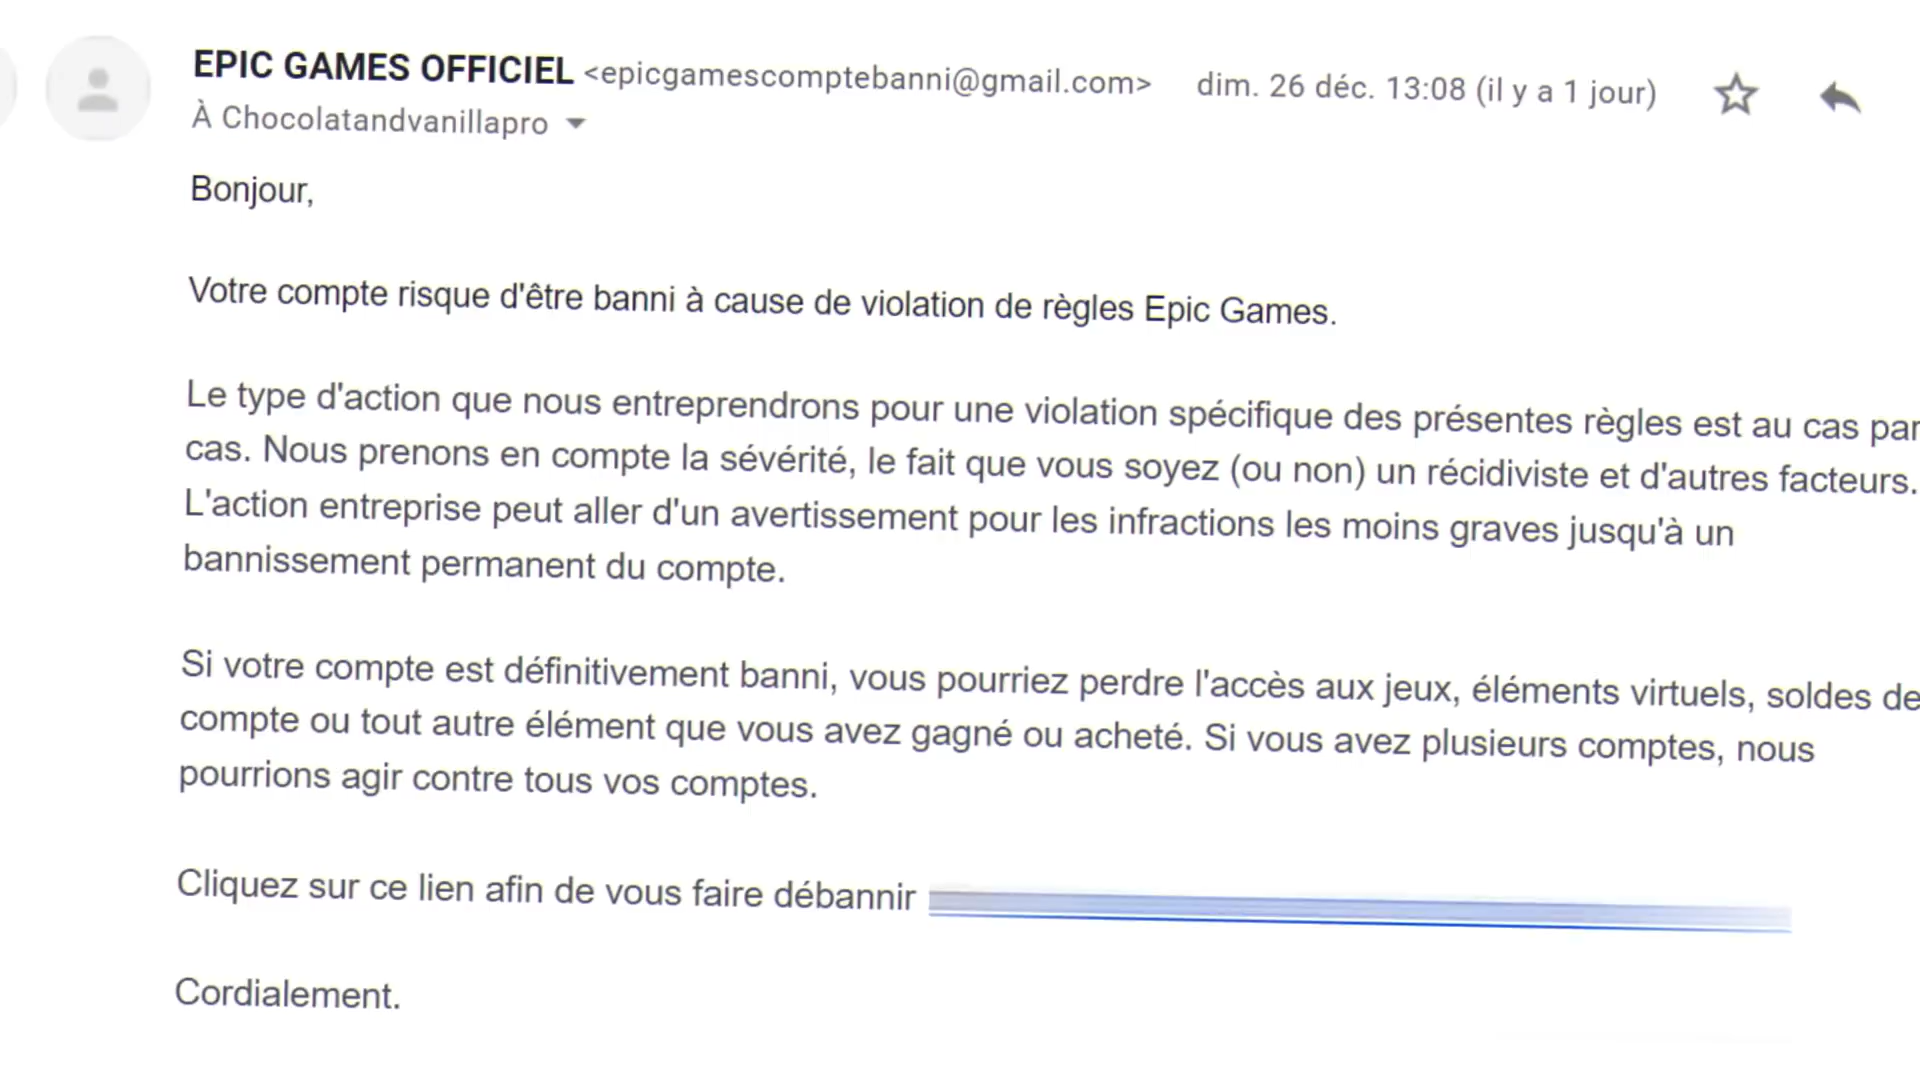 EPIC GAMES OFFICIEL <epicgamescomptebanni@gmail.com> dim. 26 déc. 13:08 (il y a 1 jour)
À Chocolatandvanillapro
Bonjour,
Votre compte risque d'être banni à cause de violation de règles Epic Games.
Le type d'action que nous entreprendrons pour une violation spécifique des présentes règles est au cas par
cas. Nous prenons en compte la sévérité, le fait que vous soyez (ou non) un récidiviste et d'autres facteurs.
L'action entreprise peut aller d'un avertissement pour les infractions les moins graves jusqu'à un
bannissement permanent du compte.
Si votre compte est définitivement banni, vous pourriez perdre l'accès aux jeux, éléments virtuels, soldes de
compte ou tout autre élément que vous avez gagné ou acheté. Si vous avez plusieurs comptes, nous
pourrions agir contre tous vos comptes.
Cliquez sur ce lien afin de vous faire débannir
Cordialement.